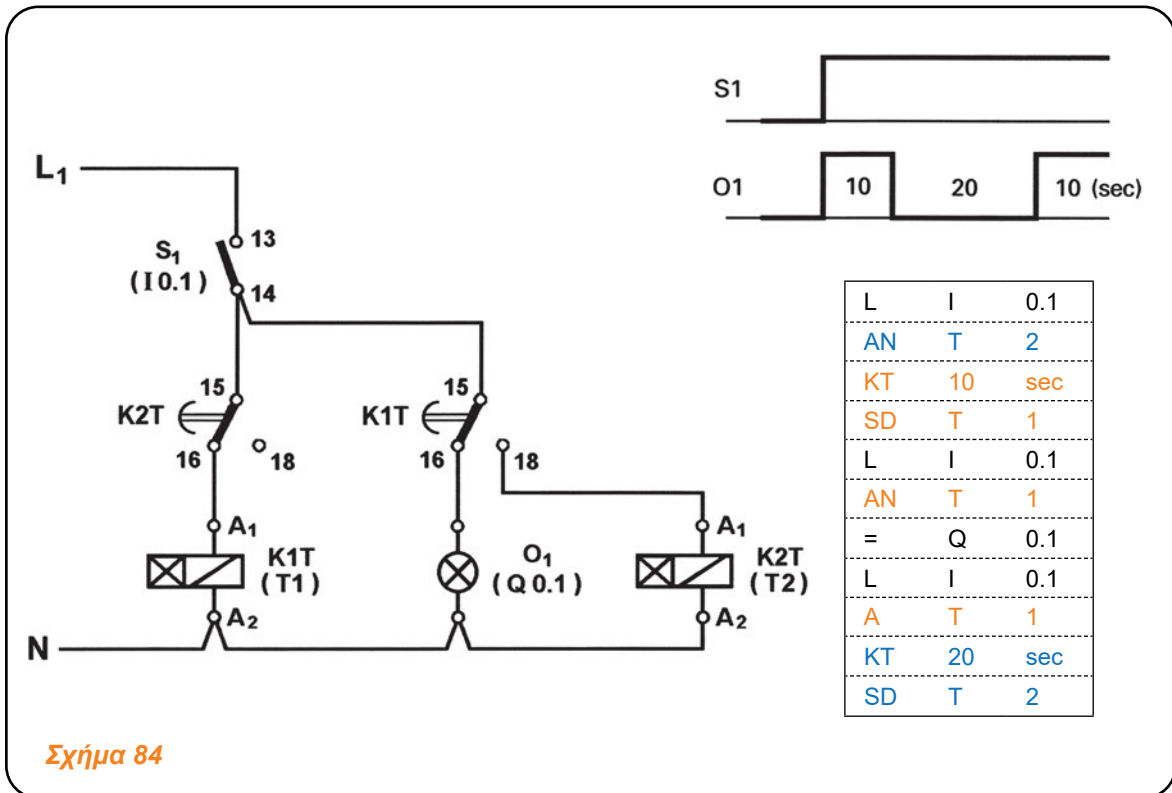 S1
O1
10
20
10 (sec)
L1
13
S1
(I 0.1)
14
15
15
K2T
K1T
16
18
16
18
A1
A1
K1T
(T1)
O1
(Q 0.1)
K2T
(T2)
A2
A2
N
L I 0.1
AN T 2
KT 10 sec
SD T 1
L I 0.1
AN T 1
= Q 0.1
L I 0.1
A T 1
KT 20 sec
SD T 2
Σχήμα 84